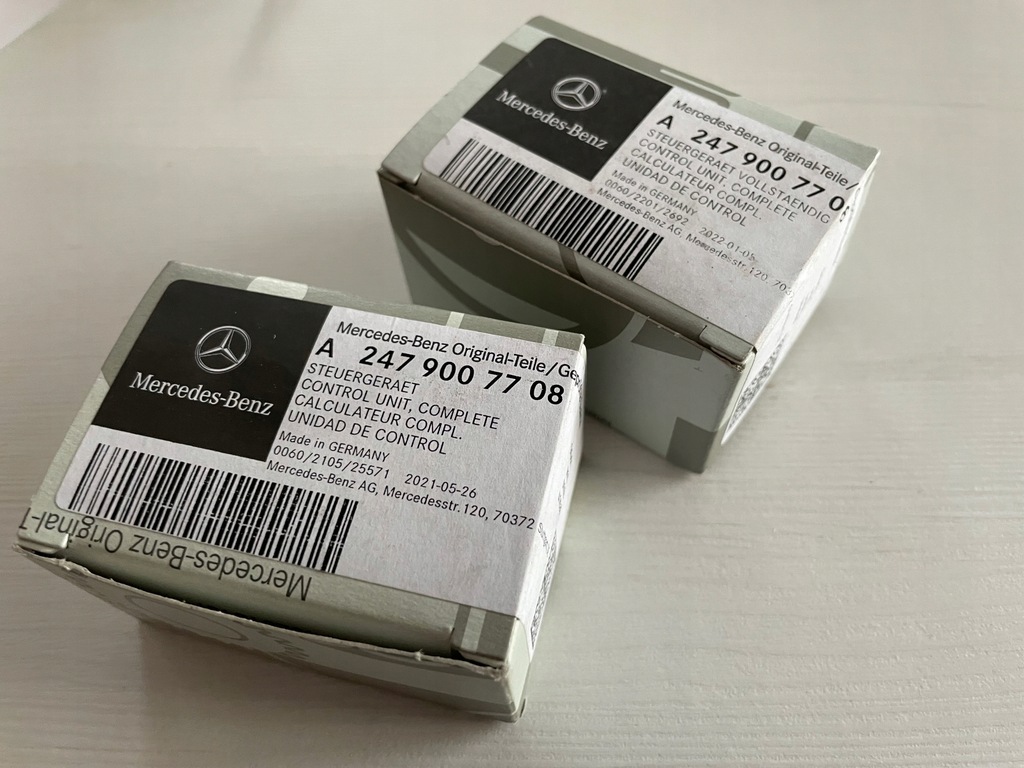 Mercedes-Benz
Mercedes-Benz Original-Teile/
A 247 900 77 0
STEUERGERAET VOLLSTAENDIG
CONTROL UNIT, COMPLETE
CALCULATEUR COMPL.
UNIDAD DE CONTROL
Made in GERMANY
0060/2201/2692 2022-01-05
Mercedes-Benz AG, Mercedesstr.120, 703
Mercedes-Benz
Mercedes-Benz Original-Teile/Gen
A 247 900 77 08
STEUERGERAET
CONTROL UNIT, COMPLETE
CALCULATEUR COMPL.
UNIDAD DE CONTROL
Made in GERMANY
0060/2105/25571 2021-05-26
Mercedes-Benz AG, Mercedesstr.120, 70372
Mercedes-Benz Original-T